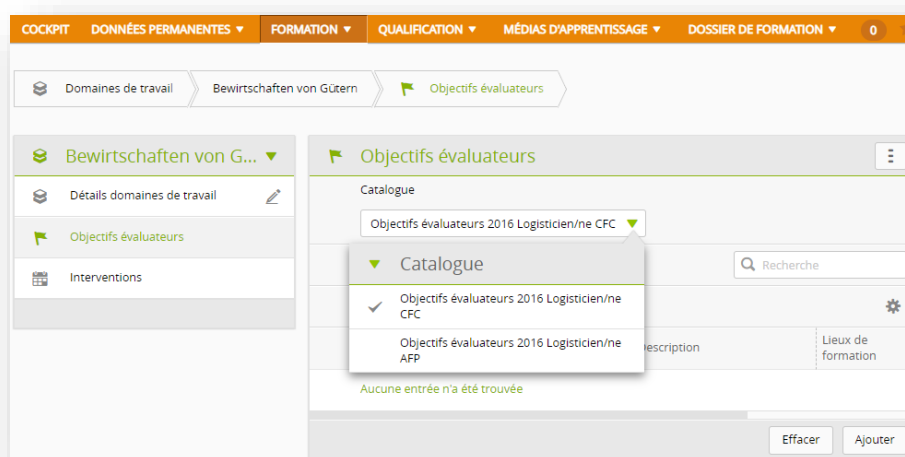 COCKPIT DONNÉES PERMANENTES FORMATION QUALIFICATION MÉDIAS D'APPRENTISSAGE DOSSIER DE FORMATION 0
Domaines de travail Bewirtschaften von Gütern Objectifs évaluateurs
Bewirtschaften von G...
Détails domaines de travail
Objectifs évaluateurs
Interventions
Objectifs évaluateurs
Catalogue
Objectifs évaluateurs 2016 Logisticien/ne CFC
Catalogue
Objectifs évaluateurs 2016 Logisticien/ne
CFC
Objectifs évaluateurs 2016 Logisticien/ne
AFP
Recherche
Description
Lieux de
formation
Aucune entrée n'a été trouvée
Effacer Ajouter